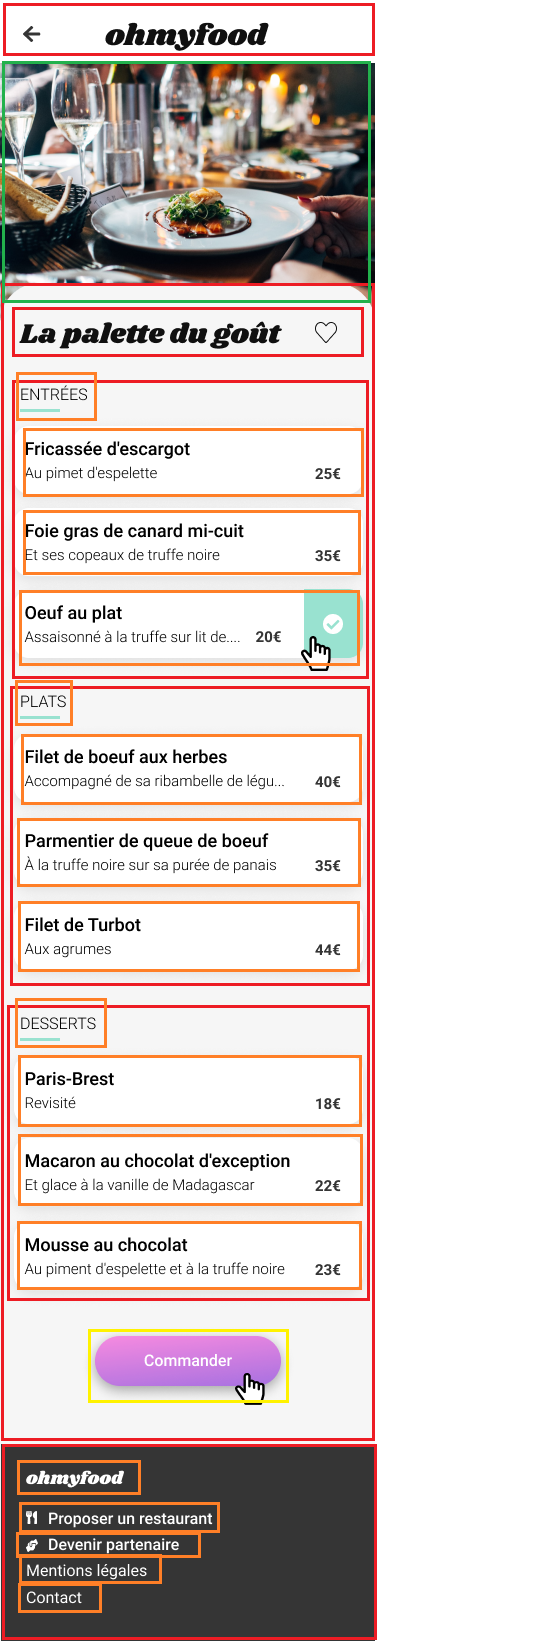 ohmyfood
La palette du goût
ENTRÉES
Fricassée d'escargot
Au pimet d'espelette 25€
Foie gras de canard mi-cuit
Et ses copeaux de truffe noire 35€
Oeuf au plat
Assaisonné à la truffe sur lit de.... 20€
PLATS
Filet de boeuf aux herbes
Accompagné de sa ribambelle de légu... 40€
Parmentier de queue de boeuf
À la truffe noire sur sa purée de panais 35€
Filet de Turbot
Aux agrumes 44€
DESSERTS
Paris-Brest
Revisité 18€
Macaron au chocolat d'exception
Et glace à la vanille de Madagascar 22€
Mousse au chocolat
Au piment d'espelette et à la truffe noire 23€
Commander
ohmyfood
Proposer un restaurant
Devenir partenaire
Mentions légales
Contact